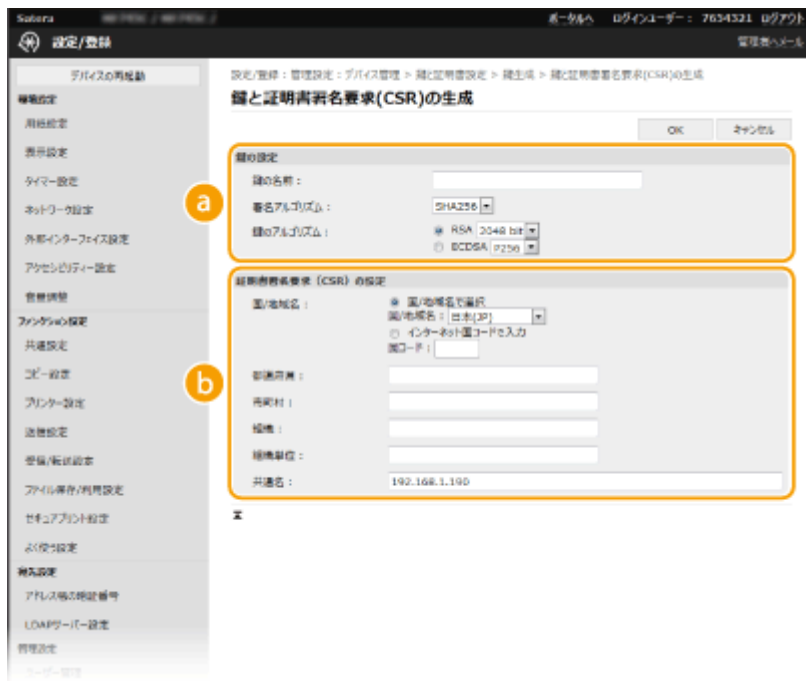 Satera
ポータルへ ログインユーザー： 7634321 ログアウト
設定/登録
管理者へメール
デバイスの再起動
環境設定
用紙設定
表示設定
タイマー設定
ネットワーク設定
外部インターフェイス設定
アクセシビリティー設定
音量調整
ファンクション設定
共通設定
コピー設定
プリンター設定
送信設定
受信/転送設定
ファイル保存/利用設定
セキュアプリント設定
よく使う設定
宛先設定
アドレス帳の暗証番号
LDAPサーバー設定
管理設定
ユーザー管理
設定/登録：管理設定：デバイス管理 > 鍵と証明書設定 > 鍵生成 > 鍵と証明書署名要求(CSR)の生成
鍵と証明書署名要求(CSR)の生成
OK キャンセル
a
鍵の設定
鍵の名前：
署名アルゴリズム： SHA256
鍵のアルゴリズム： RSA 2048 bit
ECDSA P256
b
証明書署名要求（CSR）の設定
国/地域名： 国/地域名で選択
国/地域名：日本(JP)
インターネット国コードで入力
国コード：
都道府県：
市町村：
組織：
組織単位：
共通名： 192.168.1.190